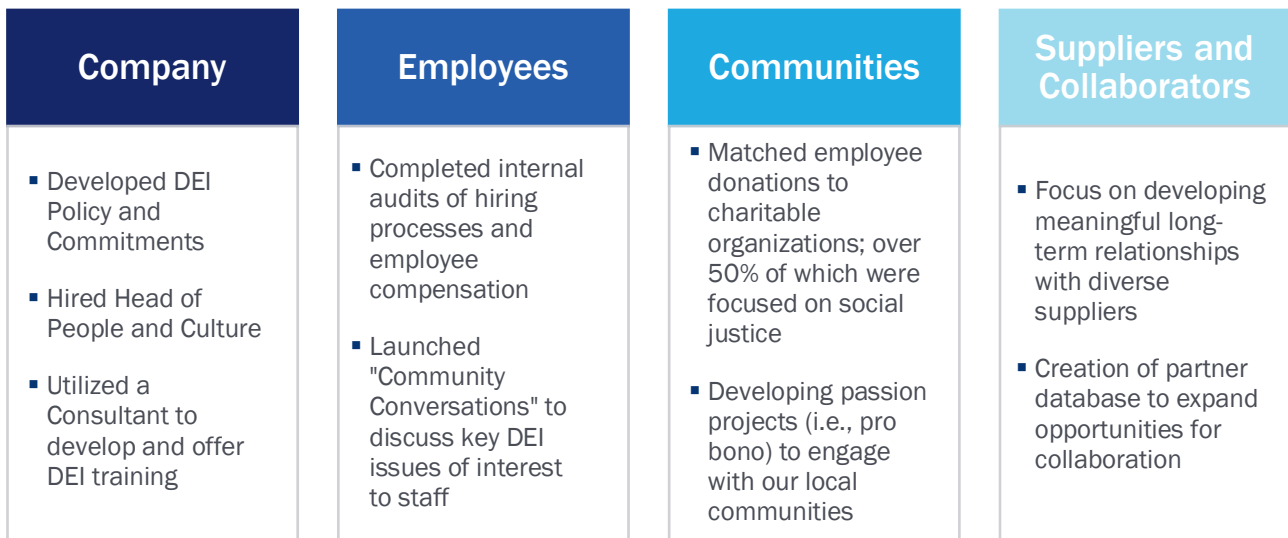 Company
▪ Developed DEI
Policy and
Commitments
▪ Hired Head of
People and Culture
▪ Utilized a
Consultant to
develop and offer
DEI training
Employees
▪ Completed internal
audits of hiring
processes and
employee
compensation
▪ Launched
"Community
Conversations" to
discuss key DEI
issues of interest
to staff
Communities
▪ Matched employee
donations to
charitable
organizations; over
50% of which were
focused on social
justice
▪ Developing passion
projects (i.e., pro
bono) to engage
with our local
communities
Suppliers and
Collaborators
▪ Focus on developing
meaningful long-
term relationships
with diverse
suppliers
▪ Creation of partner
database to expand
opportunities for
collaboration